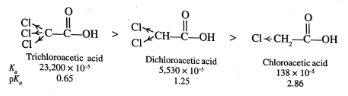 Cl O
Cl C—C—OH > Cl CH—C—OH > Cl CH₂—C—OH
Cl O Cl O
Trichloroacetic acid Dichloroacetic acid Chloroacetic acid
Kₐ 23,200 × 10⁻⁵ 5,530 × 10⁻⁵ 138 × 10⁻⁵
pKₐ 0.65 1.25 2.86